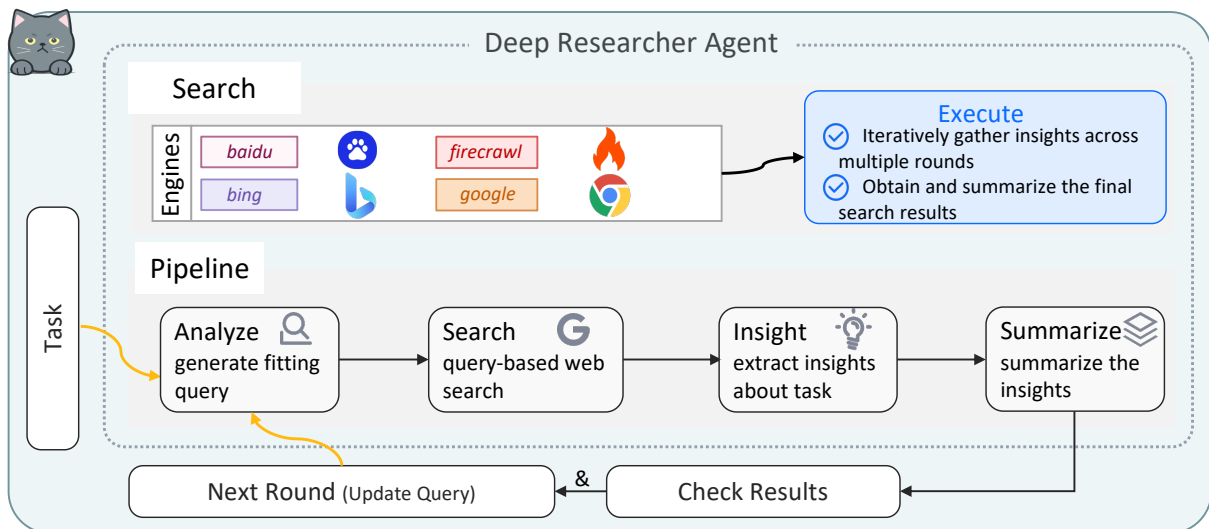 Deep Researcher Agent
Search
Engines
baidu
firecrawl
bing
google
Execute
Iteratively gather insights across
multiple rounds
Obtain and summarize the final
search results
Task
Pipeline
Analyze
generate fitting
query
Search
query-based web
search
Insight
extract insights
about task
Summarize
summarize the
insights
Next Round (Update Query)
&
Check Results